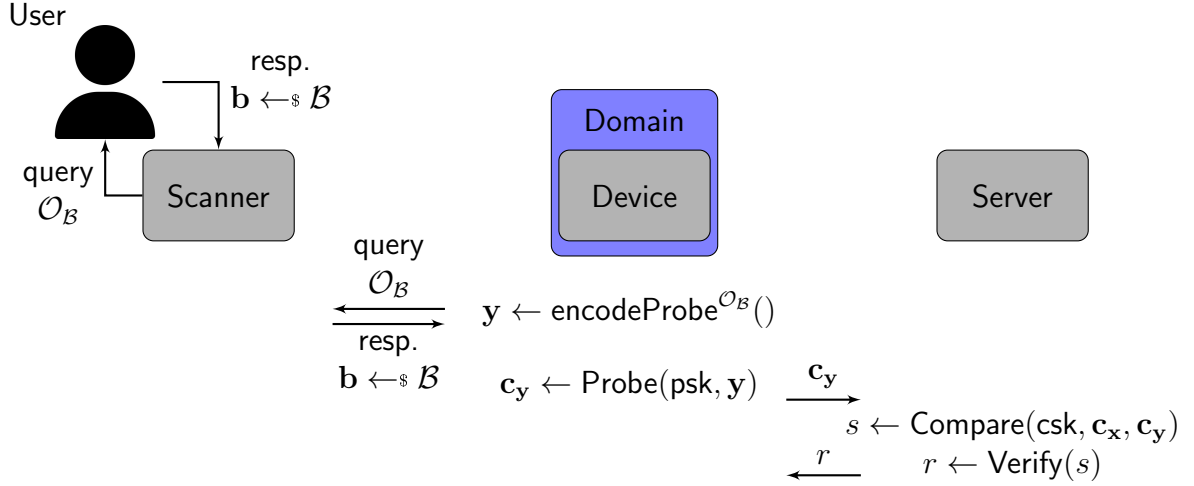 User
resp.
b ←$ ℬ
query
𝒪_ℬ
Scanner
Domain
Device
Server
query
𝒪_ℬ
resp.
b ←$ ℬ
y ← encodeProbe^{𝒪_ℬ}()
c_y ← Probe(psk, y)
c_y
s ← Compare(csk, c_x, c_y)
r
r ← Verify(s)